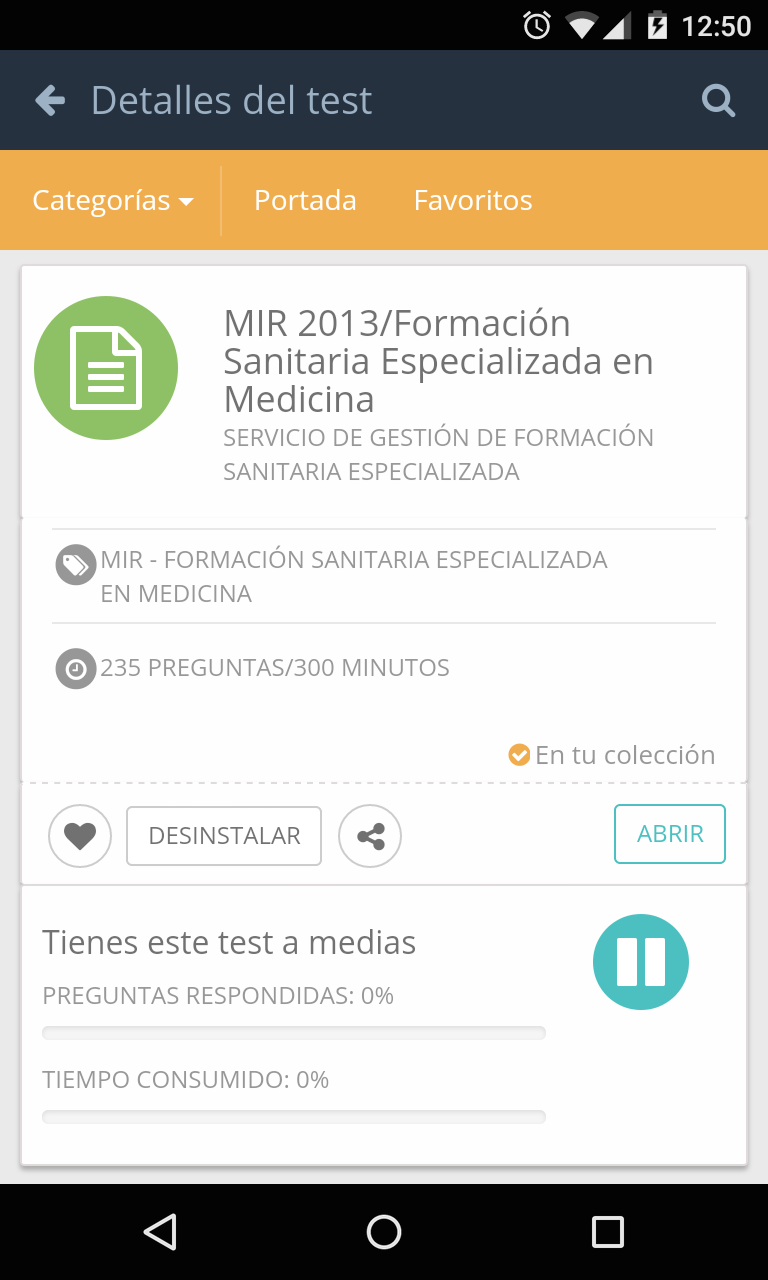 12:50
Detalles del test
Categorías Portada Favoritos
MIR 2013/Formación
Sanitaria Especializada en
Medicina
SERVICIO DE GESTIÓN DE FORMACIÓN
SANITARIA ESPECIALIZADA
MIR - FORMACIÓN SANITARIA ESPECIALIZADA
EN MEDICINA
235 PREGUNTAS/300 MINUTOS
En tu colección
DESINSTALAR ABRIR
Tienes este test a medias
PREGUNTAS RESPONDIDAS: 0%
TIEMPO CONSUMIDO: 0%